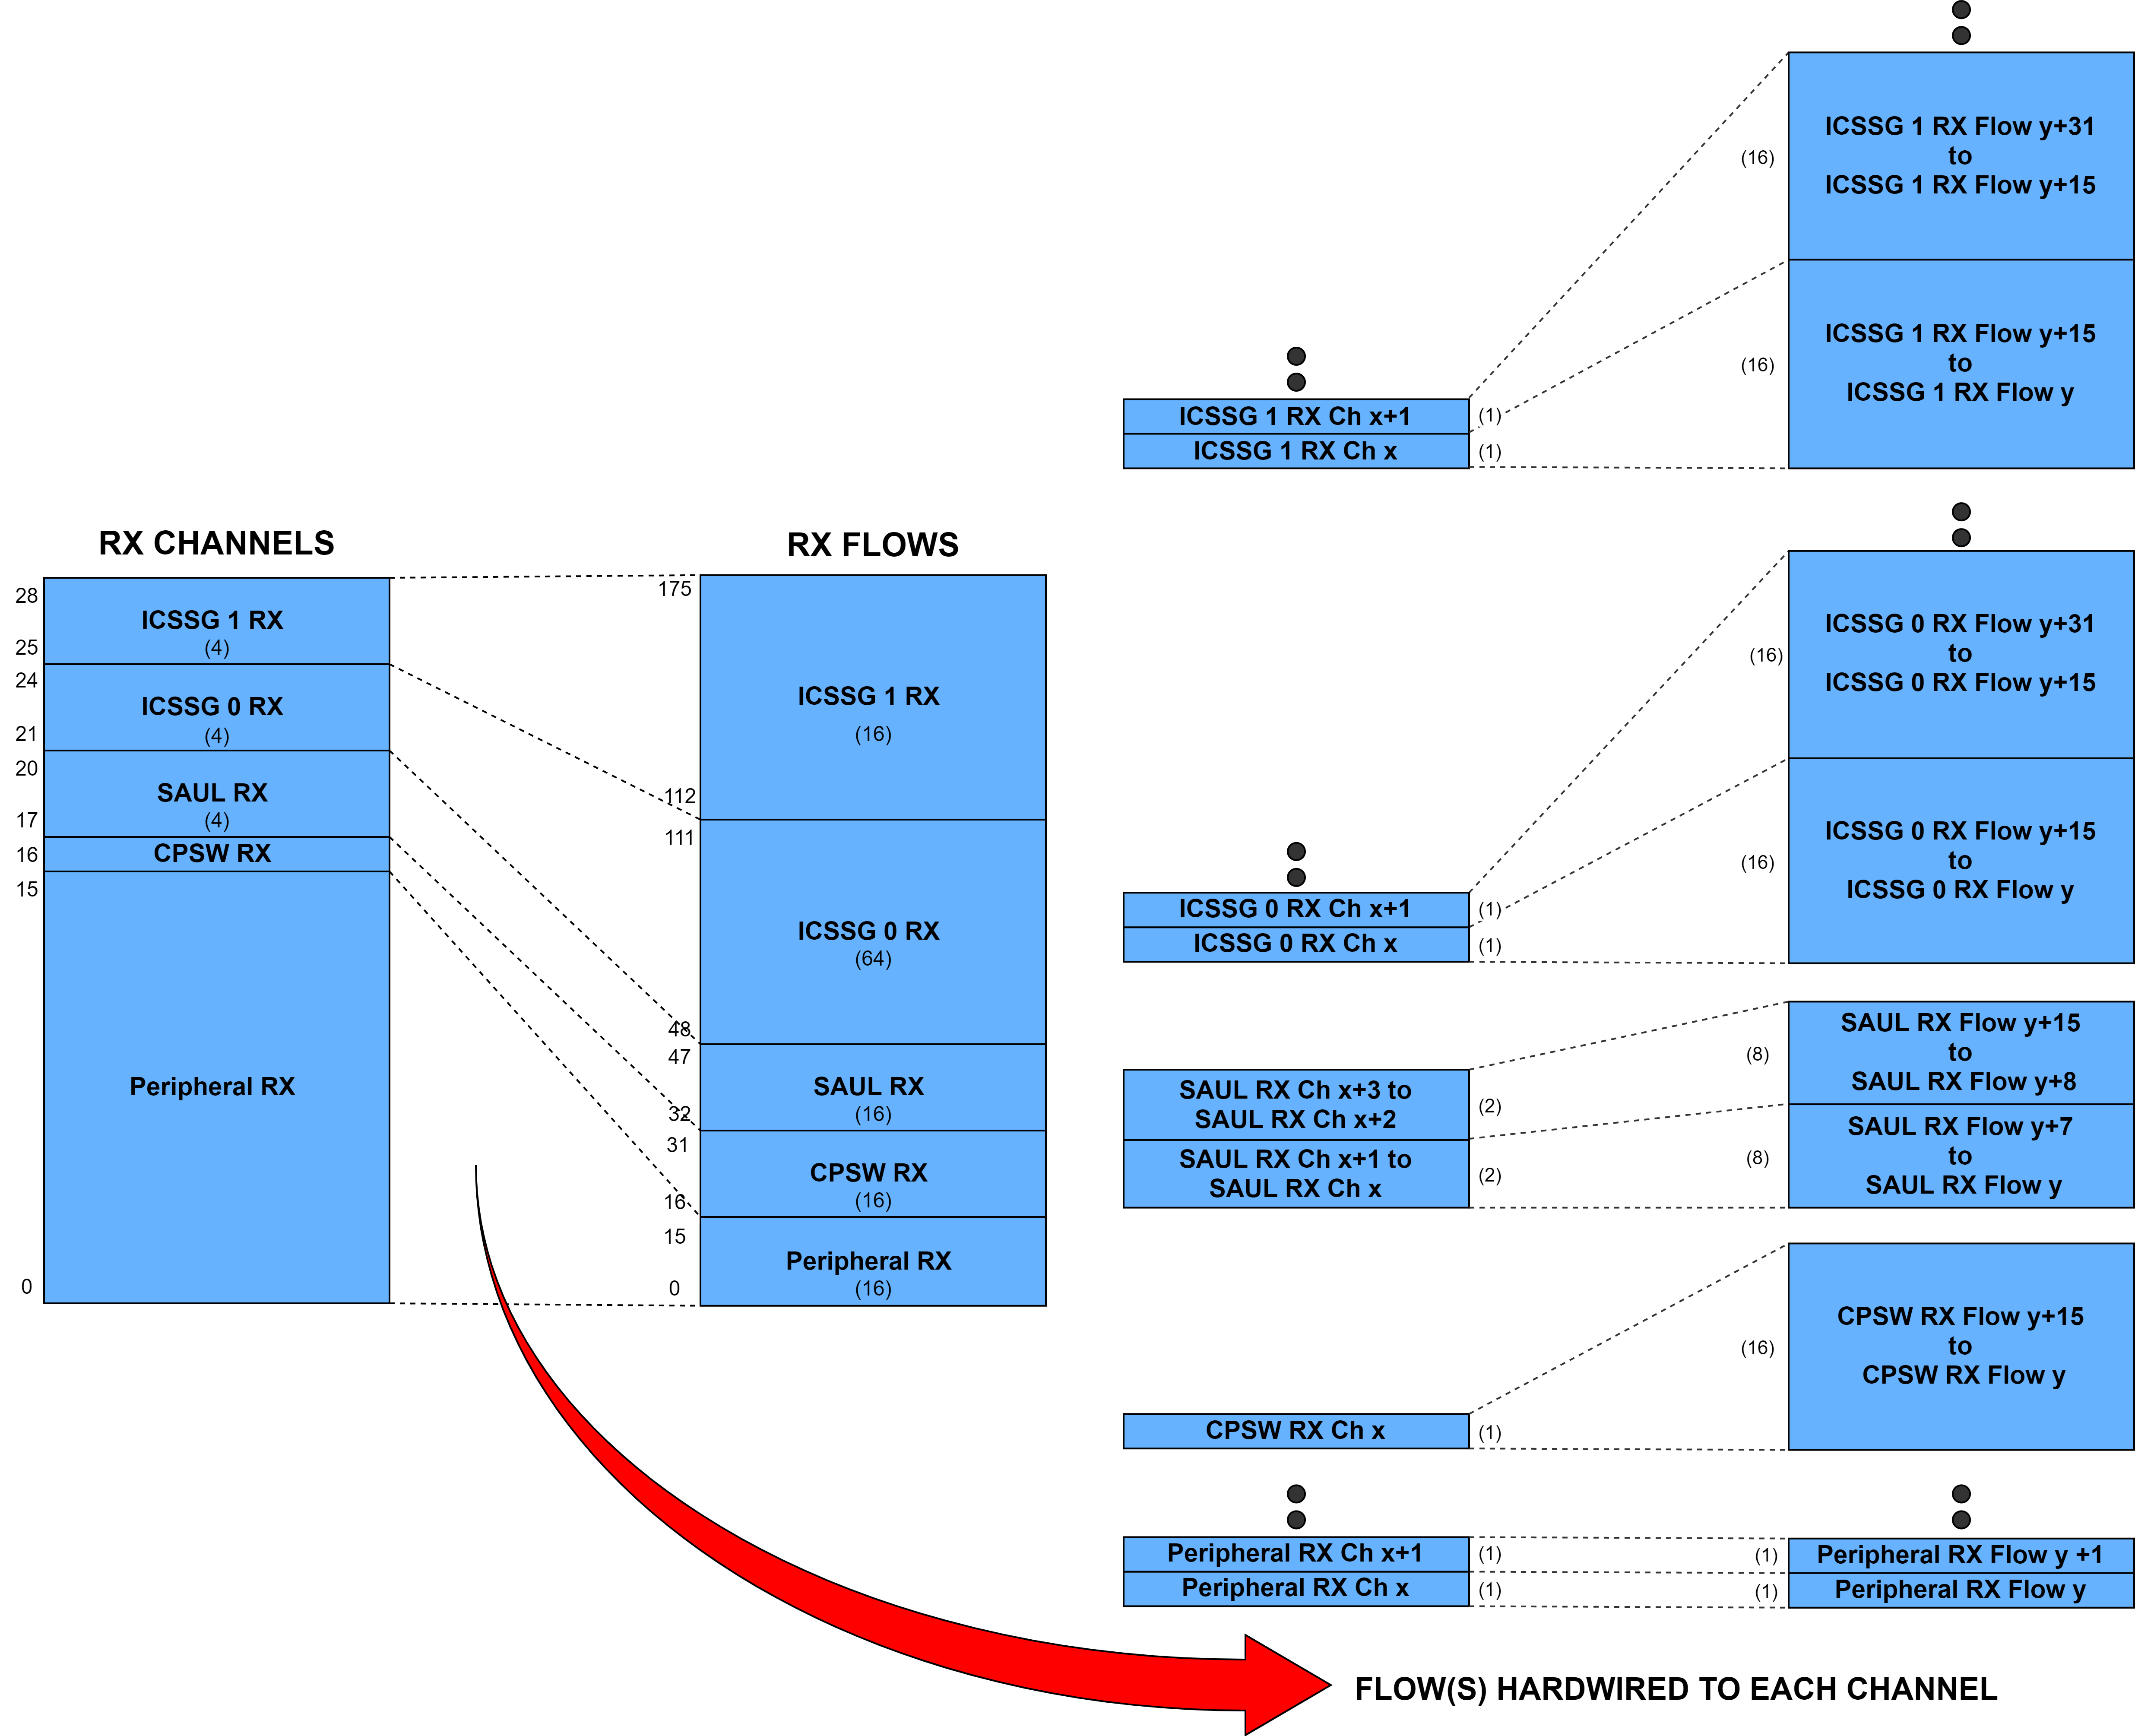 RX CHANNELS
28
ICSSG 1 RX
(4)
25
24
ICSSG 0 RX
(4)
21
20
SAUL RX
(4)
17
16
CPSW RX
15
Peripheral RX
0
RX FLOWS
175
ICSSG 1 RX
(16)
112
111
ICSSG 0 RX
(64)
48
47
SAUL RX
(16)
32
31
CPSW RX
(16)
16
15
Peripheral RX
(16)
0
ICSSG 1 RX Ch x+1
(1)
ICSSG 1 RX Ch x
(1)
(16)
ICSSG 1 RX Flow y+31
to
ICSSG 1 RX Flow y+15
(16)
ICSSG 1 RX Flow y+15
to
ICSSG 1 RX Flow y
ICSSG 0 RX Ch x+1
(1)
ICSSG 0 RX Ch x
(1)
(16)
ICSSG 0 RX Flow y+31
to
ICSSG 0 RX Flow y+15
(16)
ICSSG 0 RX Flow y+15
to
ICSSG 0 RX Flow y
SAUL RX Ch x+3 to
SAUL RX Ch x+2
(2)
SAUL RX Ch x+1 to
SAUL RX Ch x
(2)
(8)
SAUL RX Flow y+15
to
SAUL RX Flow y+8
(8)
SAUL RX Flow y+7
to
SAUL RX Flow y
CPSW RX Ch x
(1)
(16)
CPSW RX Flow y+15
to
CPSW RX Flow y
Peripheral RX Ch x+1
(1)
(1)
Peripheral RX Flow y +1
Peripheral RX Ch x
(1)
(1)
Peripheral RX Flow y
FLOW(S) HARDWIRED TO EACH CHANNEL